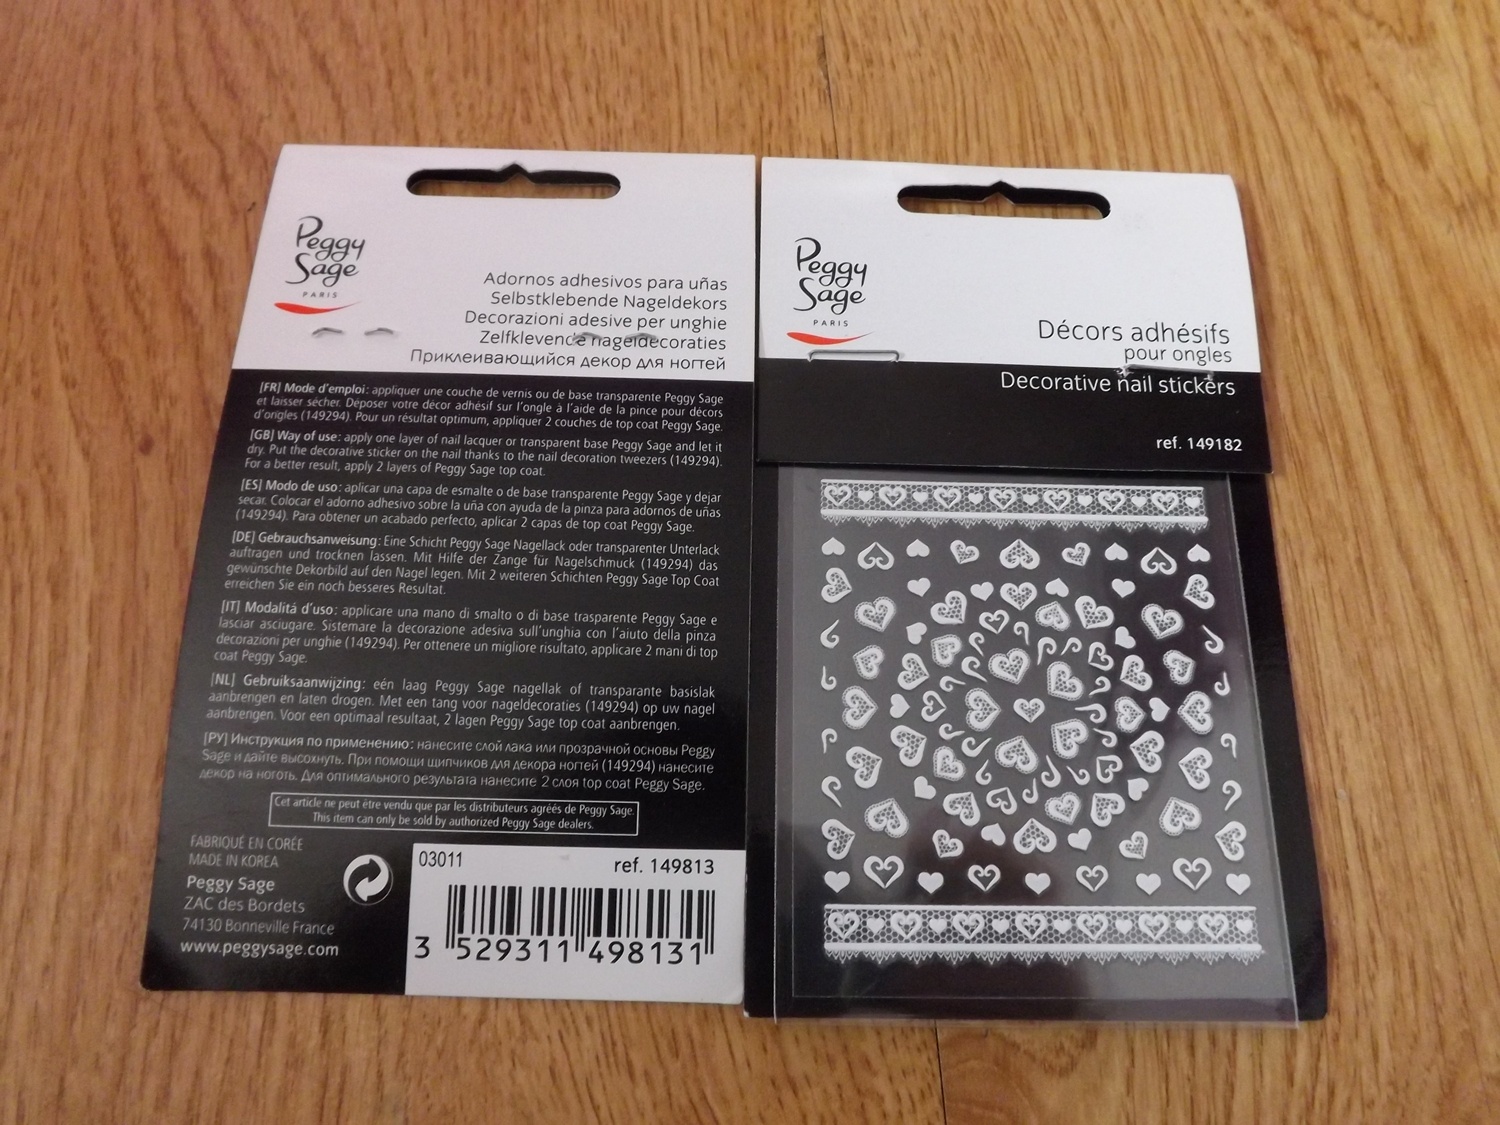 Peggy
Sage
PARIS
Adornos adhesivos para uñas
Selbstklebende Nageldekors
Decorazioni adesive per unghie
Zelfklevende nageldecoraties
Приклеивающийся декор для ногтей
[FR] Mode d'emploi: appliquer une couche de vernis ou de base transparente Peggy Sage
et laisser sécher. Déposer votre décor adhésif sur l'ongle à l'aide de la pince pour décors
d'ongles (149294). Pour un résultat optimum, appliquer 2 couches de top coat Peggy Sage.
[GB] Way of use: apply one layer of nail lacquer or transparent base Peggy Sage and let it
dry. Put the decorative sticker on the nail thanks to the nail decoration tweezers (149294).
For a better result, apply 2 layers of Peggy Sage top coat.
[ES] Modo de uso: aplicar una capa de esmalte o de base transparente Peggy Sage y dejar
secar. Colocar el adorno adhesivo sobre la uña con ayuda de la pinza para adornos de uñas
(149294). Para obtener un acabado perfecto, aplicar 2 capas de top coat Peggy Sage.
[DE] Gebrauchsanweisung: Eine Schicht Peggy Sage Nagellack oder transparenter Unterlack
auftragen und trocknen lassen. Mit Hilfe der Zange für Nagelschmuck (149294) das
gewünschte Dekorbild auf den Nagel legen. Mit 2 weiteren Schichten Peggy Sage Top Coat
erreichen Sie ein noch besseres Resultat.
[IT] Modalitá d'uso: applicare una mano di smalto o di base trasparente Peggy Sage e
lasciar asciugare. Sistemare la decorazione adesiva sull'unghia con l'aiuto della pinza
decorazioni per unghie (149294). Per ottenere un migliore risultato, applicare 2 mani di top
coat Peggy Sage.
[NL] Gebruiksaanwijzing: eén laag Peggy Sage nagellak of transparante basislak
aanbrengen en laten drogen. Met een tang voor nageldecoraties (149294) op uw nagel
aanbrengen. Voor een optimaal resultaat, 2 lagen Peggy Sage top coat aanbrengen.
[РУ] Инструкция по применению: нанесите слой лака или прозрачной основы Peggy
Sage и дайте высохнуть. При помощи щипчиков для декора ногтей (149294) нанесите
декор на ноготь. Для оптимального результата нанесите 2 слоя top coat Peggy Sage.
Cet article ne peut être vendu que par les distributeurs agréés de Peggy Sage.
This item can only be sold by authorized Peggy Sage dealers.
FABRIQUÉ EN CORÉE
MADE IN KOREA
Peggy Sage
ZAC des Bordets
74130 Bonneville France
www.peggysage.com
03011 ref. 149813
3 529311 498131
Peggy
Sage
PARIS
Décors adhésifs
pour ongles
Decorative nail stickers
ref. 149182